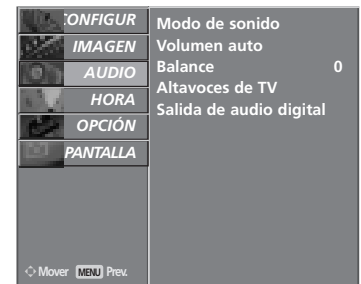 CONFIGUR
IMAGEN
AUDIO
HORA
OPCIÓN
PANTALLA
Modo de sonido
Volumen auto
Balance 0
Altavoces de TV
Salida de audio digital
Mover MENU Prev.